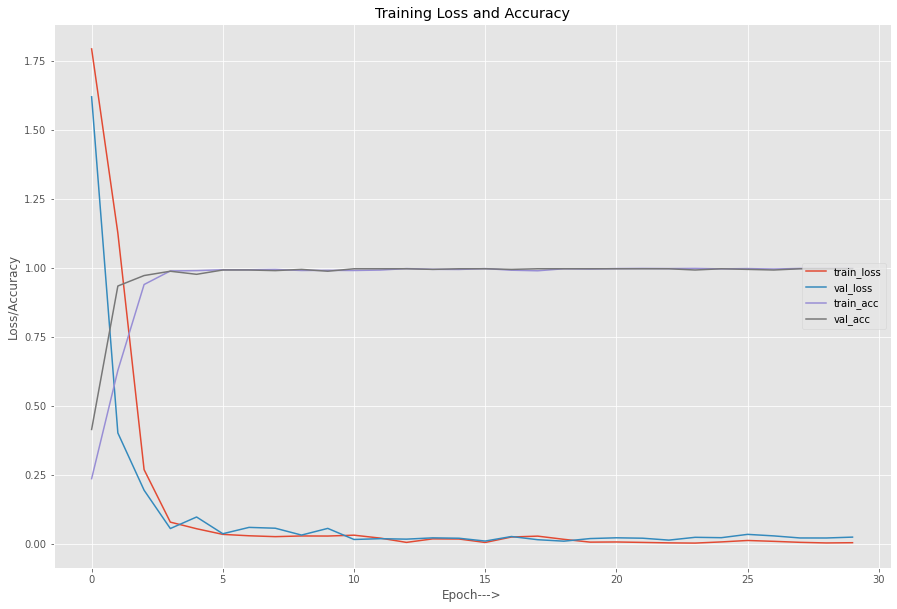 Training Loss and Accuracy
Loss/Accuracy
1.75
1.50
1.25
1.00
0.75
0.50
0.25
0.00
train_loss
val_loss
train_acc
val_acc
0 5 10 15 20 25 30
Epoch--->